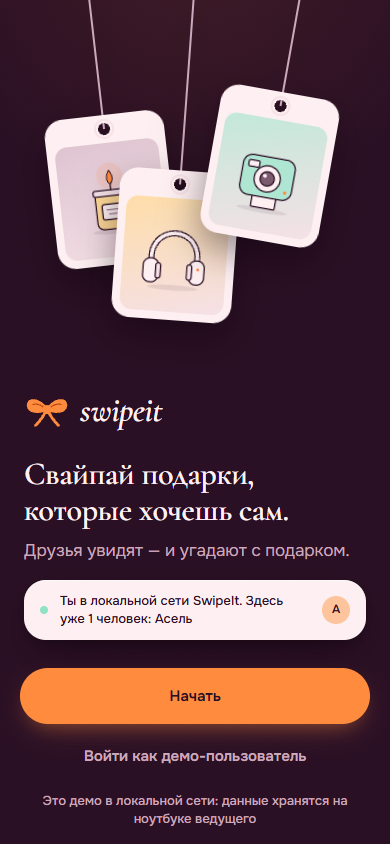 swipeit
Свайпай подарки,
которые хочешь сам.
Друзья увидят — и угадают с подарком.
Ты в локальной сети SwipeIt. Здесь
уже 1 человек: Асель
А
Начать
Войти как демо-пользователь
Это демо в локальной сети: данные хранятся на
ноутбуке ведущего